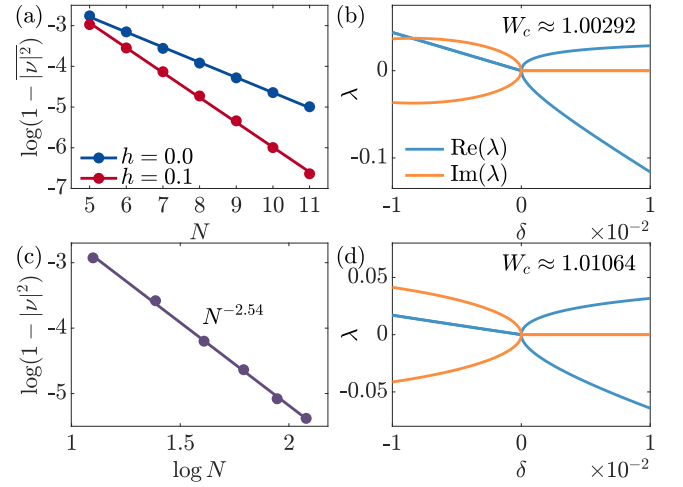 (a)
log(1 − |ν|²)
-3
-4
-5
-6
-7
h = 0.0
h = 0.1
5 6 7 8 9 10 11
N
(b)
W_c ≈ 1.00292
λ
0
-0.1
Re(λ)
Im(λ)
-1 0 1
δ
×10⁻²
(c)
log(1 − |ν|²)
-3
-4
-5
N⁻²·⁵⁴
1 1.5 2
log N
(d)
W_c ≈ 1.01064
λ
0.05
0
-0.05
-1 0 1
δ
×10⁻²